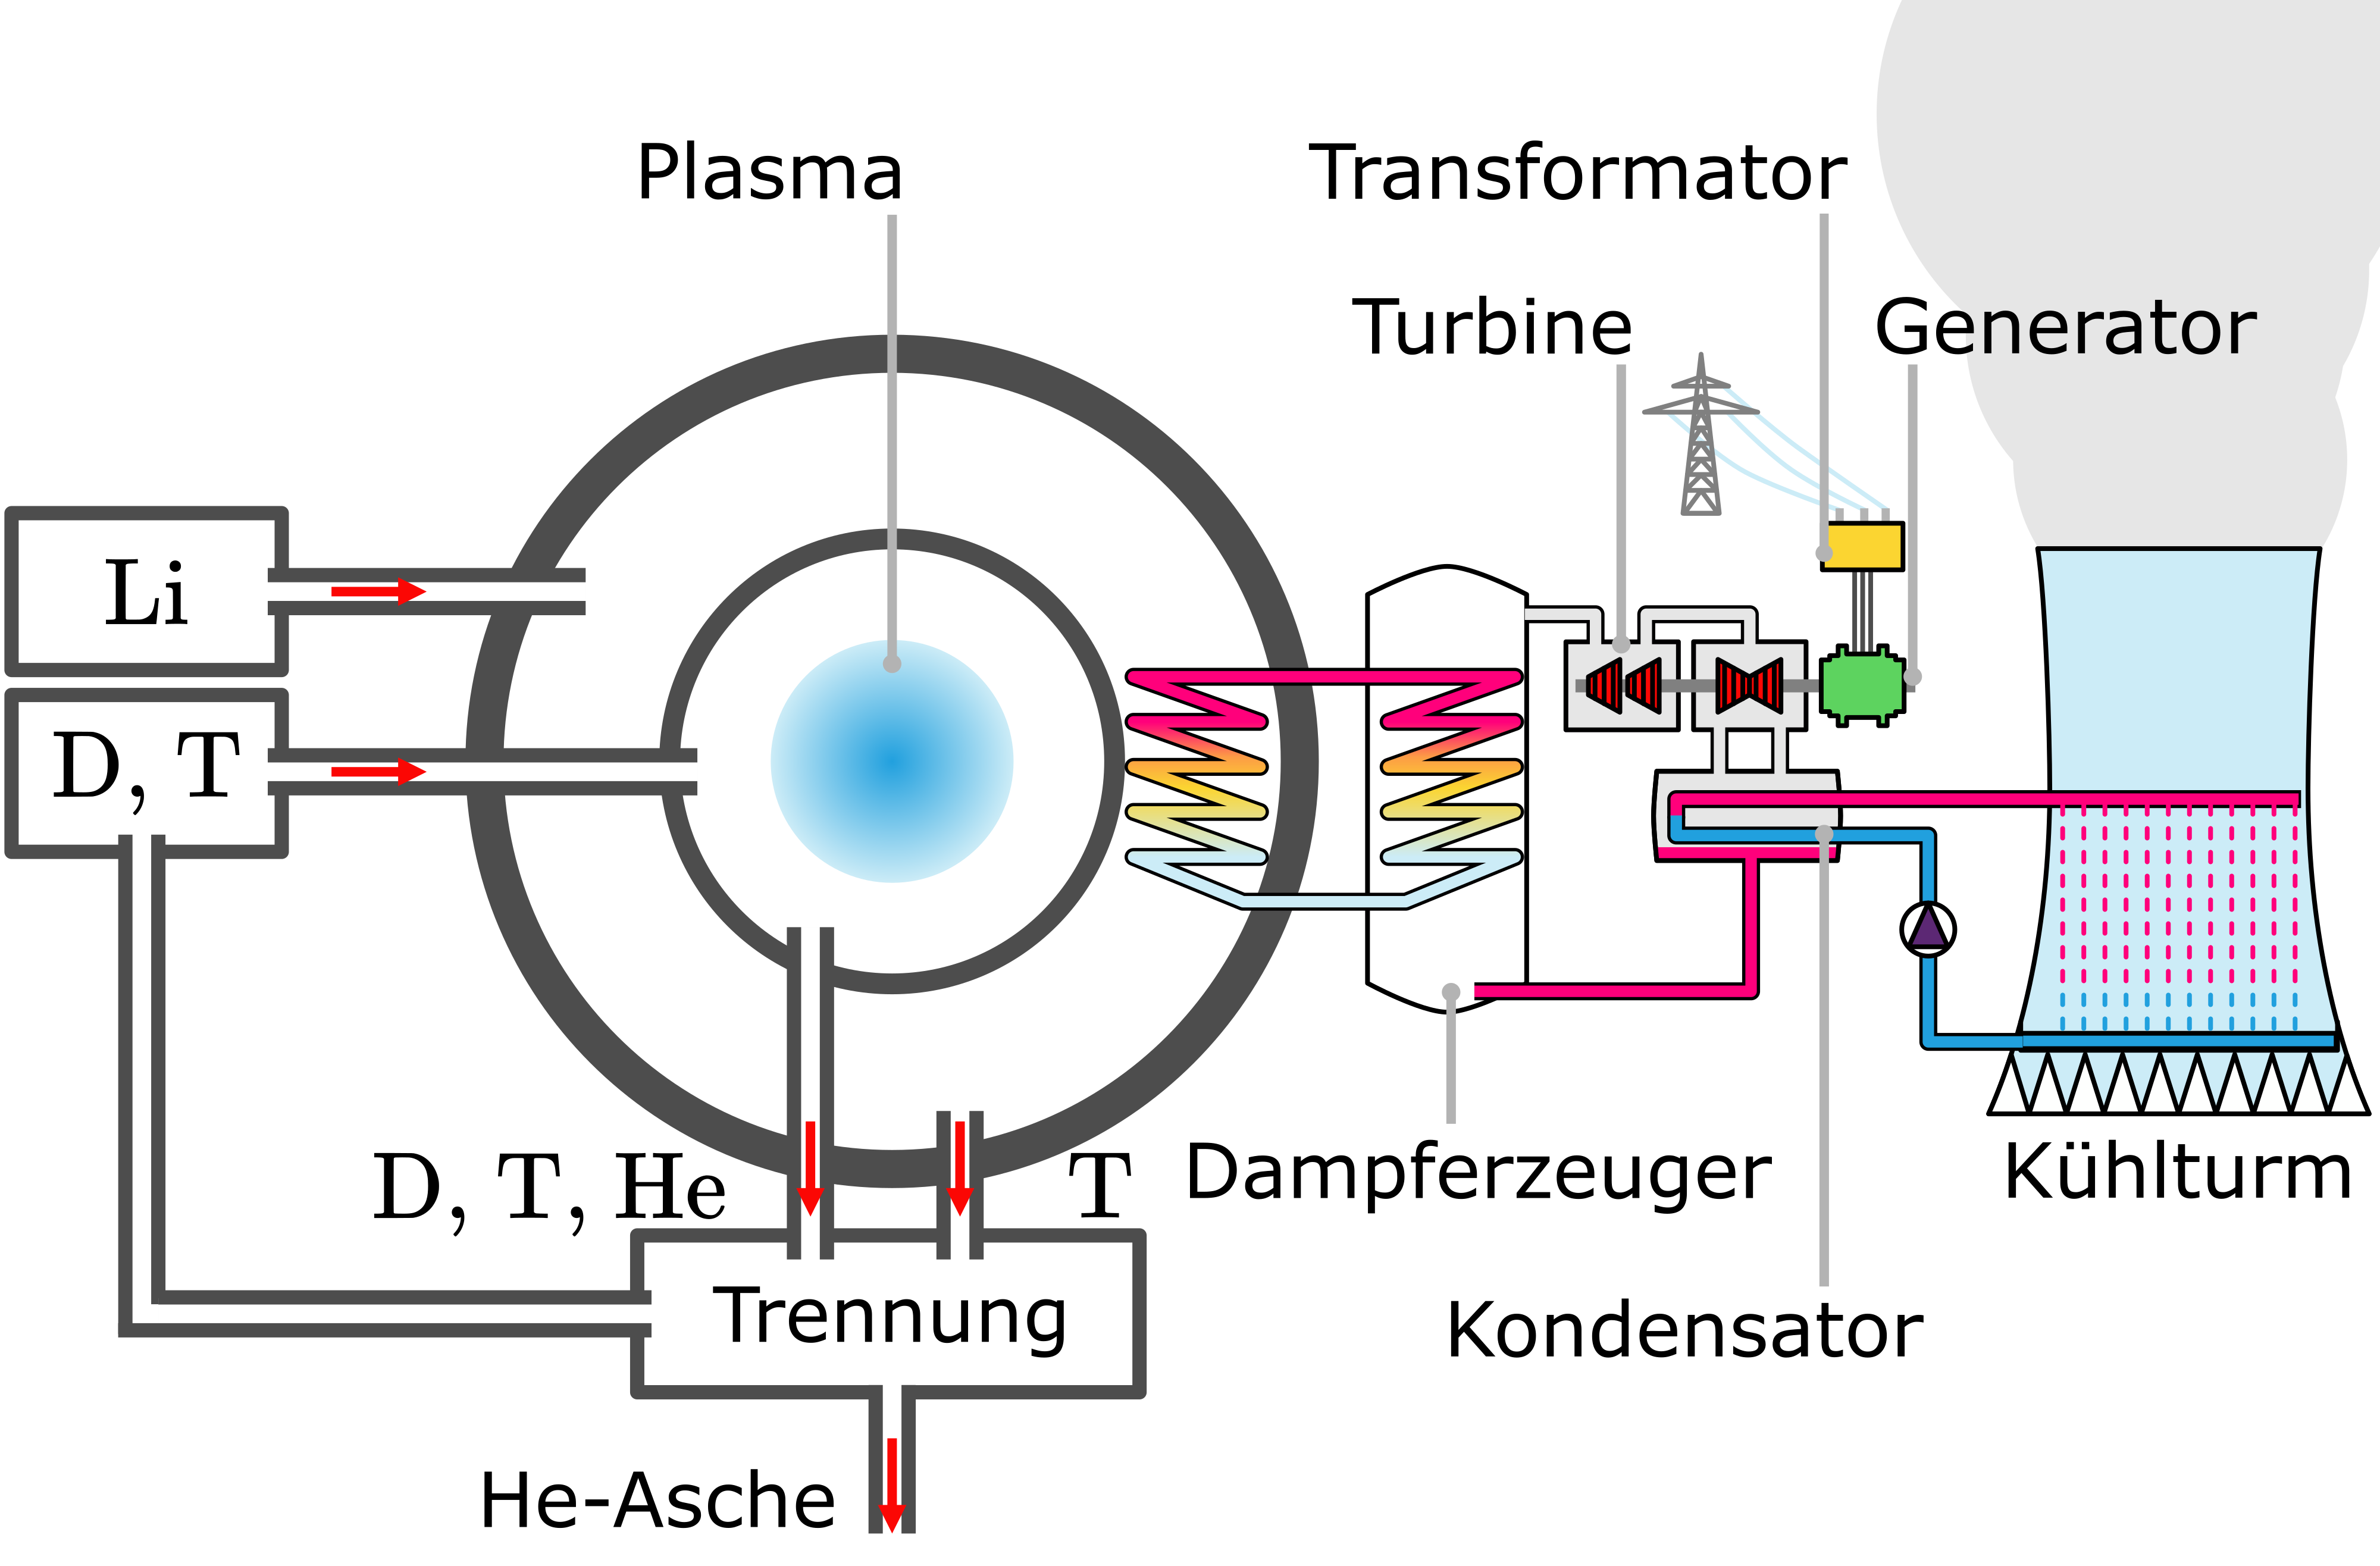 Plasma
Transformator
Turbine
Generator
Li
D, T
D, T, He
T
Dampferzeuger
Kühlturm
Trennung
Kondensator
He-Asche